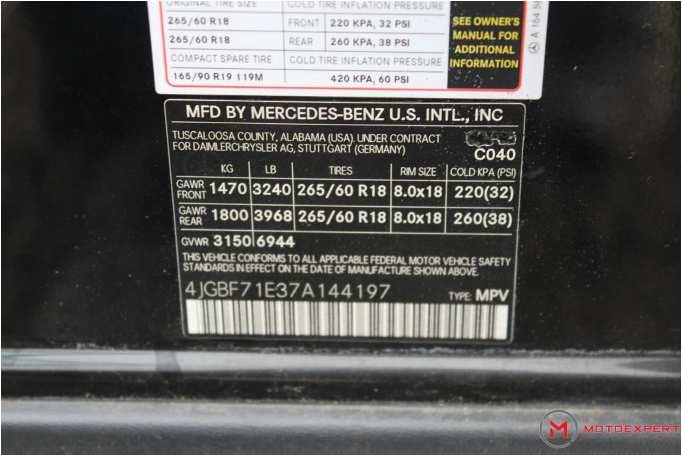 ORIGINAL TIRE SIZE COLD TIRE INFLATION PRESSURE
265/60 R18 FRONT 220 KPA, 32 PSI
265/60 R18 REAR 260 KPA, 38 PSI
COMPACT SPARE TIRE COLD TIRE INFLATION PRESSURE
165/90 R19 119M 420 KPA, 60 PSI
SEE OWNER'S
MANUAL FOR
ADDITIONAL
INFORMATION
A 164 58
MFD BY MERCEDES-BENZ U.S. INTL., INC
TUSCALOOSA COUNTY, ALABAMA (USA). UNDER CONTRACT
FOR DAIMLERCHRYSLER AG, STUTTGART (GERMANY)
C040
KG LB TIRES RIM SIZE COLD KPA (PSI)
GAWR FRONT 1470 3240 265/60 R18 8.0x18 220(32)
GAWR REAR 1800 3968 265/60 R18 8.0x18 260(38)
GVWR 3150 6944
THIS VEHICLE CONFORMS TO ALL APPLICABLE FEDERAL MOTOR VEHICLE SAFETY
STANDARDS IN EFFECT ON THE DATE OF MANUFACTURE SHOWN ABOVE.
4JGBF71E37A144197 TYPE: MPV
MOTOEXPERT